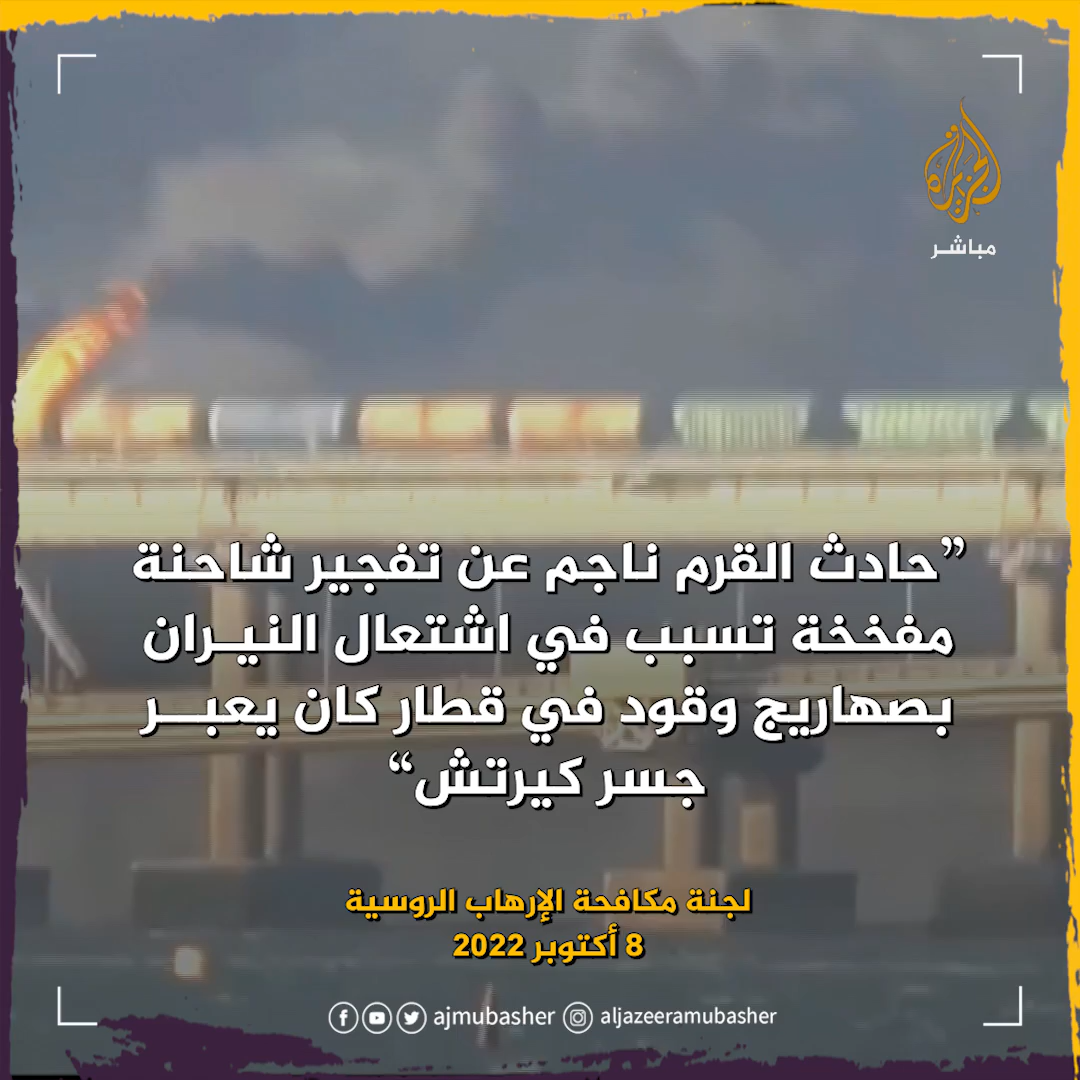 الجزيرة
مباشر
”حادث القرم ناجم عن تفجير شاحنة
مفخخة تسبب في اشتعال النيـران
بصهاريج وقود في قطار كان يعبـــر
جسر كيرتش“
لجنة مكافحة الإرهاب الروسية
8 أكتوبر 2022
ajmubasher aljazeeramubasher